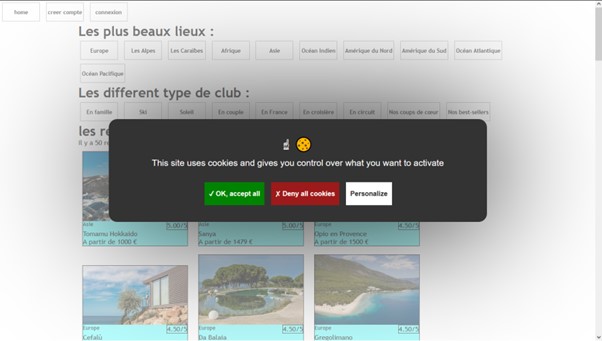 home creer compte connexion
Les plus beaux lieux :
Europe Les Alpes Les Caraïbes Afrique Asie Océan Indien Amérique du Nord Amérique du Sud Océan Atlantique
Océan Pacifique
Les different type de club :
En famille Ski Soleil En couple En France En croisière En circuit Nos coups de cœur Nos best-sellers
les re
Il y a 50 re
This site uses cookies and gives you control over what you want to activate
✓ OK, accept all ✗ Deny all cookies Personalize
Asie 5.00/5 Asie 5.00/5 Europe 4.50/5
Tomamu Hokkaido Sanya Opio en Provence
A partir de 1000 € A partir de 1479 € A partir de 1500 €
Europe 4.50/5 Europe 4.50/5 Europe 4.50/5
Cefalù Da Balaia Gregolimano